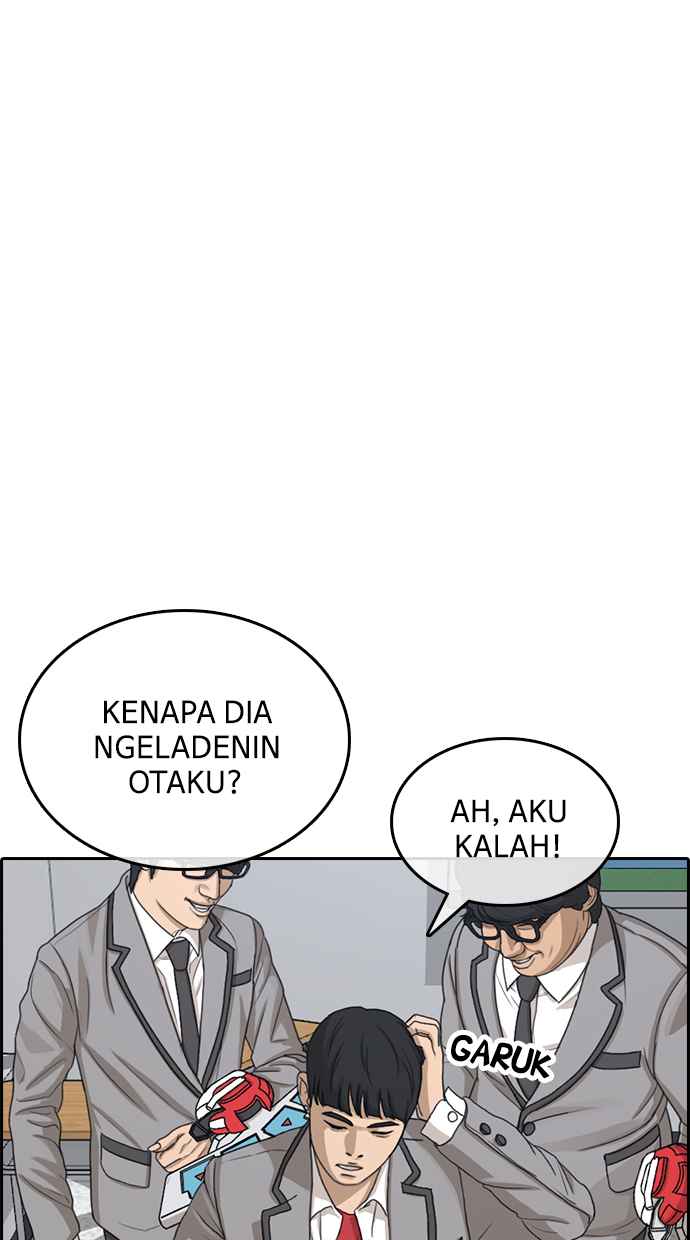 KENAPA DIA
NGELADENIN
OTAKU?
AH, AKU
KALAH!
GARUK